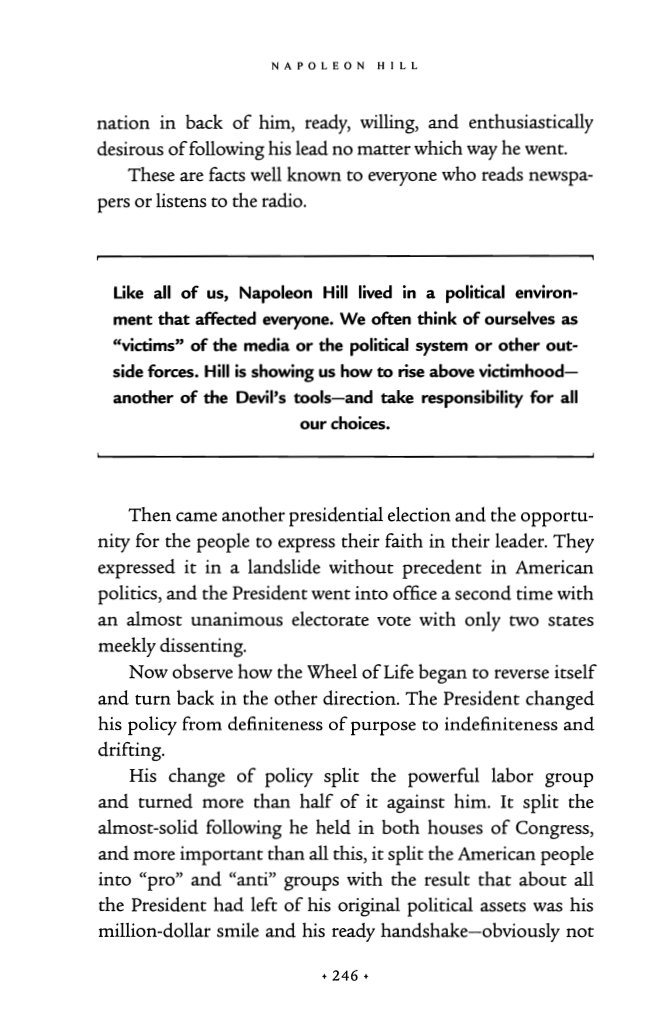 NAPOLEON HILL
nation in back of him, ready, willing, and enthusiastically
desirous of following his lead no matter which way he went.
These are facts well known to everyone who reads newspa-
pers or listens to the radio.
Like all of us, Napoleon Hill lived in a political environ-
ment that affected everyone. We often think of ourselves as
“victims” of the media or the political system or other out-
side forces. Hill is showing us how to rise above victimhood—
another of the Devil’s tools—and take responsibility for all
our choices.
Then came another presidential election and the opportu-
nity for the people to express their faith in their leader. They
expressed it in a landslide without precedent in American
politics, and the President went into office a second time with
an almost unanimous electorate vote with only two states
meekly dissenting.
Now observe how the Wheel of Life began to reverse itself
and turn back in the other direction. The President changed
his policy from definiteness of purpose to indefiniteness and
drifting.
His change of policy split the powerful labor group
and turned more than half of it against him. It split the
almost-solid following he held in both houses of Congress,
and more important than all this, it split the American people
into “pro” and “anti” groups with the result that about all
the President had left of his original political assets was his
million-dollar smile and his ready handshake—obviously not
• 246 •